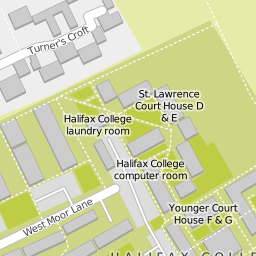 Turner's Croft
St. Lawrence
Court House D
& E
Halifax College
laundry room
Halifax College
computer room
West Moor Lane
Younger Court
House F & G
HALIFAX COLLE